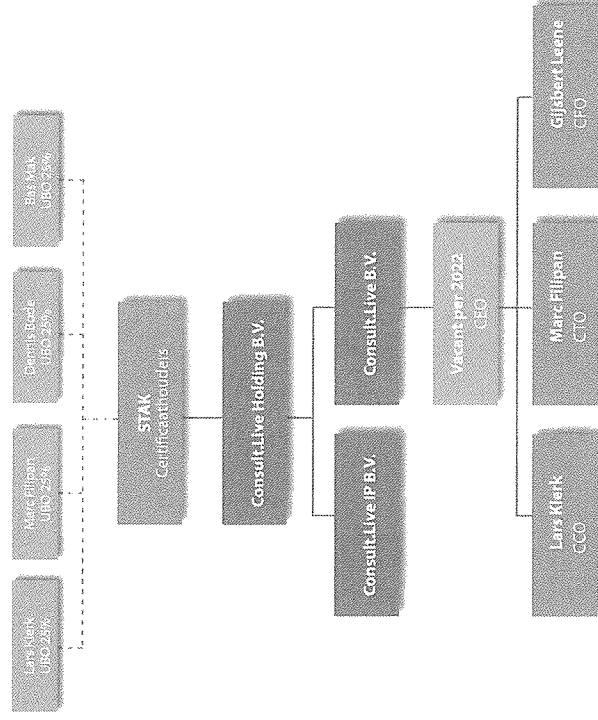 Lars Klerk
UBO 25%
Marc Filipan
UBO 25%
Dennis Bede
UBO 25%
Bas Mak
UBO 25%
STAK
Certificaathouders
Consult.Live Holding B.V.
Consult.Live IP B.V.
Consult.Live B.V.
Vacant per 2022
CEO
Lars Klerk
CCO
Marc Filipan
CTO
Gijsbert Leene
CFO